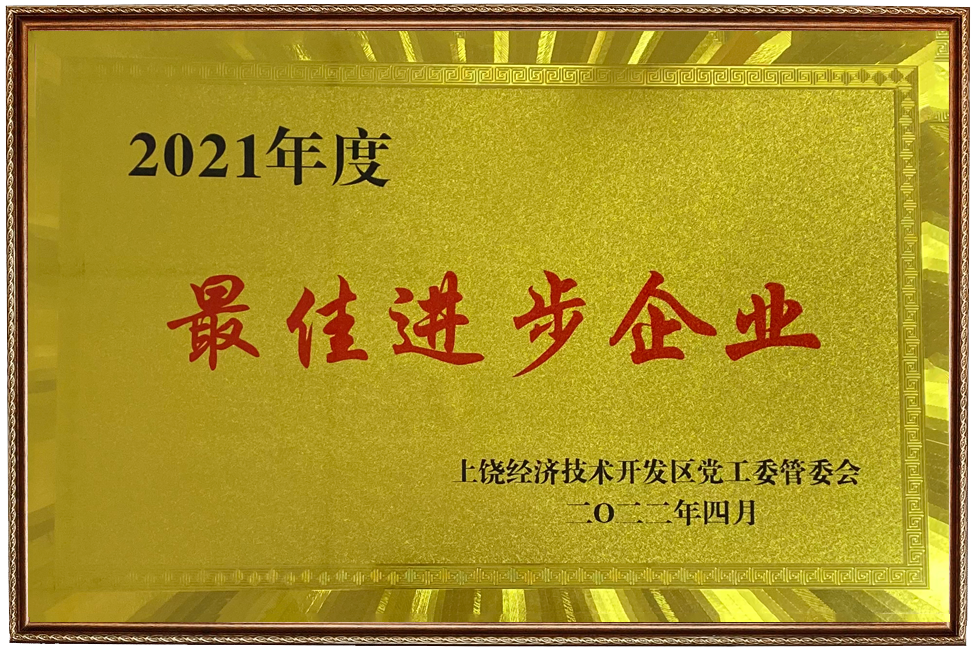 2021年度
最佳进步企业
上饶经济技术开发区党工委管委会
二O二二年四月